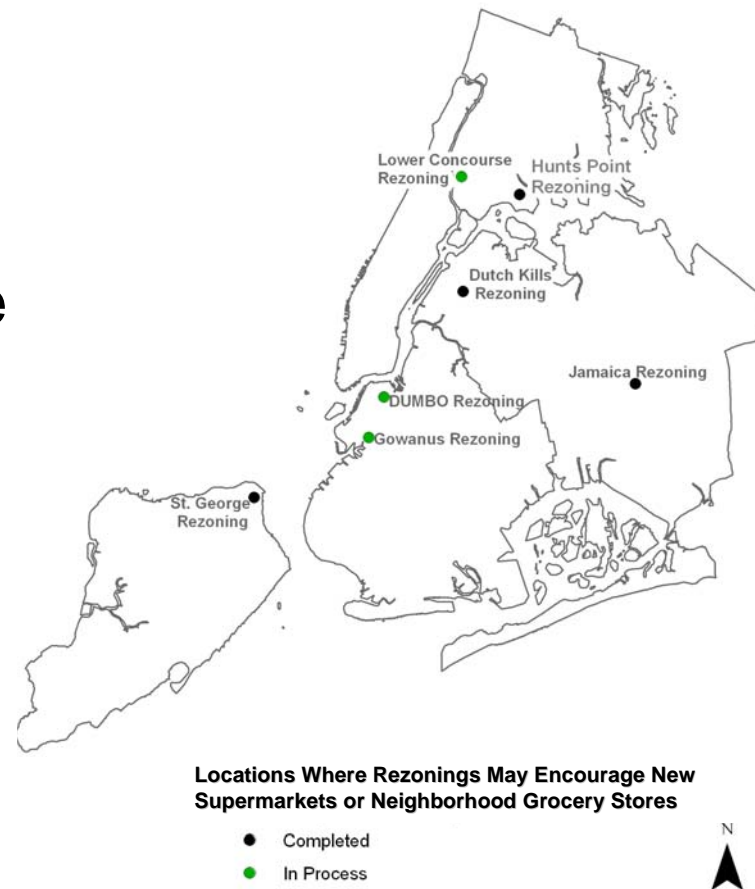 Lower Concourse
Rezoning
Hunts Point
Rezoning
e
Dutch Kills
Rezoning
Jamaica Rezoning
DUMBO Rezoning
Gowanus Rezoning
St. George
Rezoning
Locations Where Rezonings May Encourage New
Supermarkets or Neighborhood Grocery Stores
Completed
In Process
N